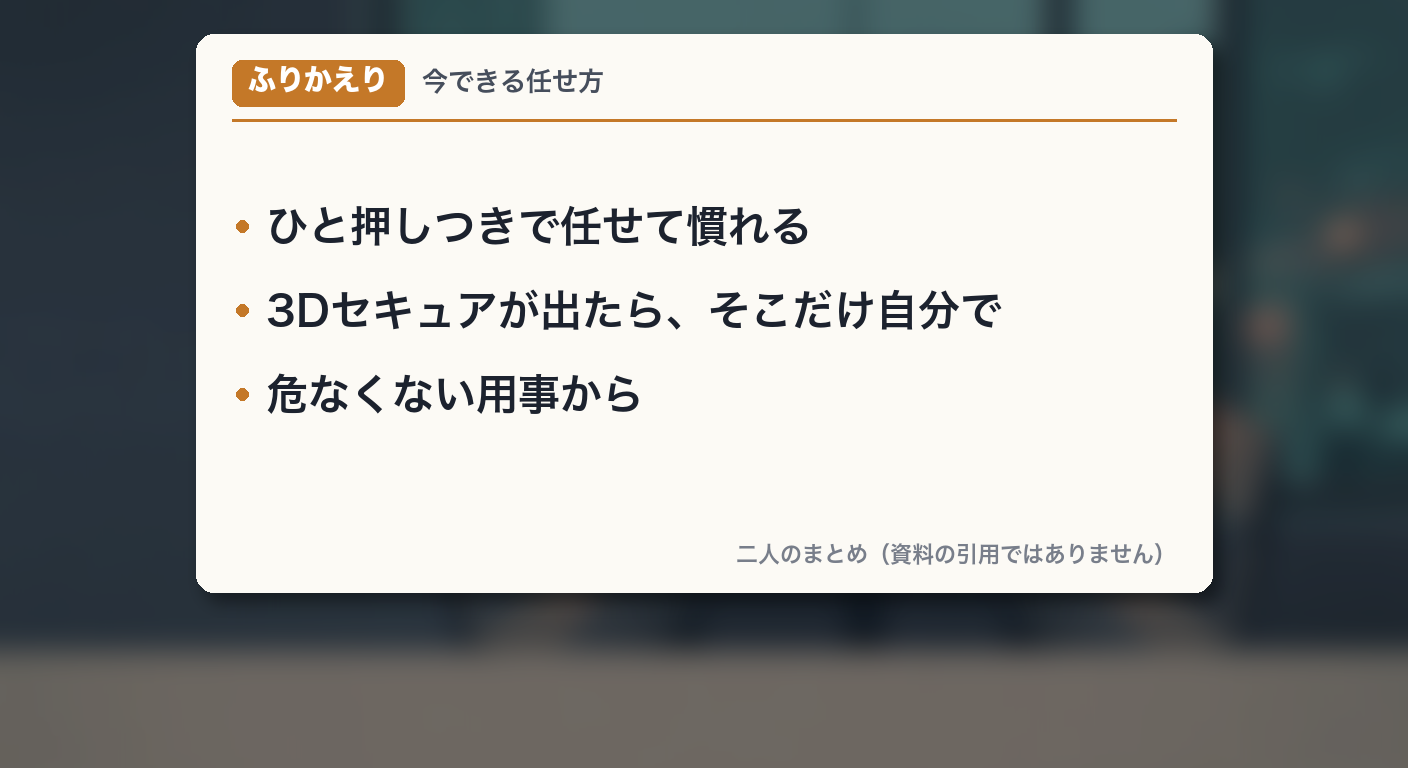 ふりかえり 今できる任せ方
• ひと押しつきで任せて慣れる
• 3Dセキュアが出たら、そこだけ自分で
• 危なくない用事から
二人のまとめ（資料の引用ではありません）